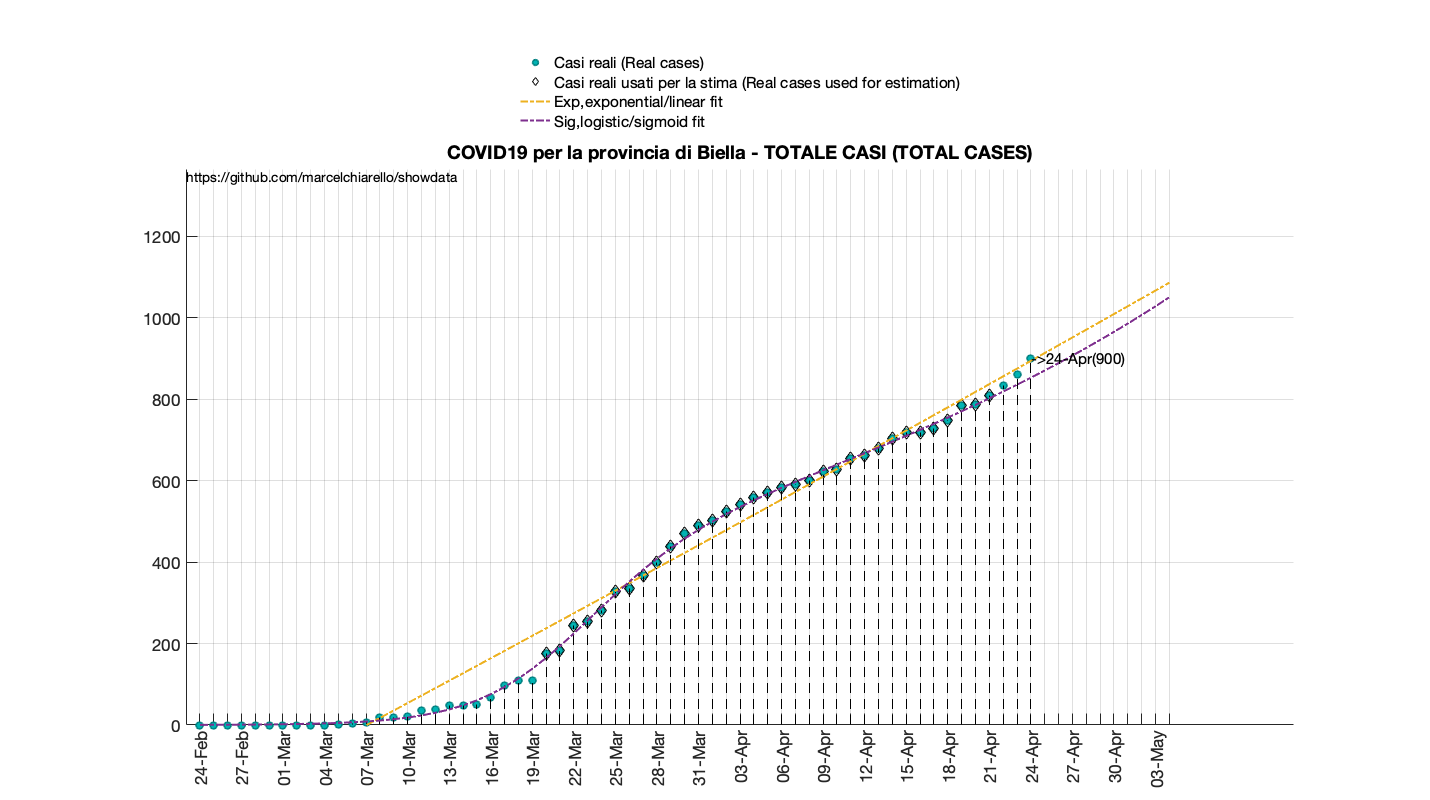 Casi reali (Real cases)
Casi reali usati per la stima (Real cases used for estimation)
Exp,exponential/linear fit
Sig,logistic/sigmoid fit
COVID19 per la provincia di Biella - TOTALE CASI (TOTAL CASES)
https://github.com/marcelchiarello/showdata
1200
1000
800
600
400
200
0
->24-Apr(900)
24-Feb
27-Feb
01-Mar
04-Mar
07-Mar
10-Mar
13-Mar
16-Mar
19-Mar
22-Mar
25-Mar
28-Mar
31-Mar
03-Apr
06-Apr
09-Apr
12-Apr
15-Apr
18-Apr
21-Apr
24-Apr
27-Apr
30-Apr
03-May